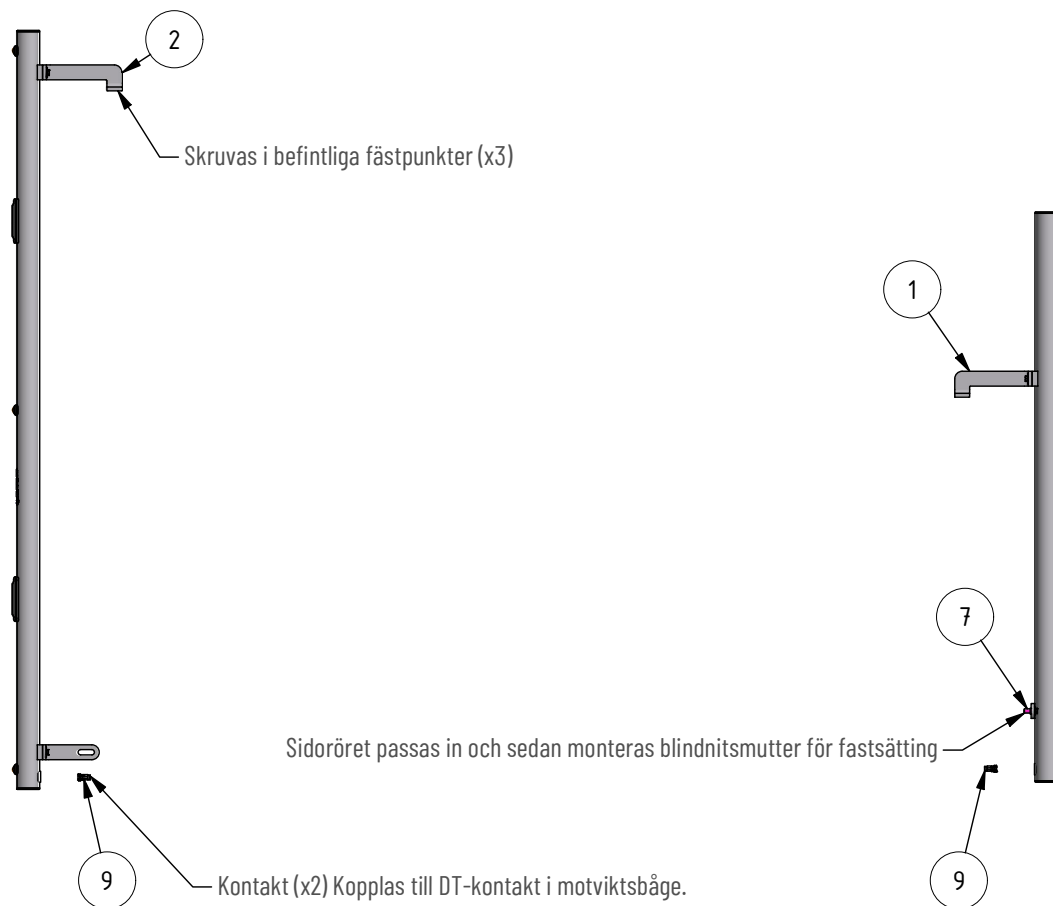 2
Skruvas i befintliga fästpunkter (x3)
1
7
Sidoröret passas in och sedan monteras blindnitsmutter för fastsätting
9
Kontakt (x2) Kopplas till DT-kontakt i motviktsbåge.
9